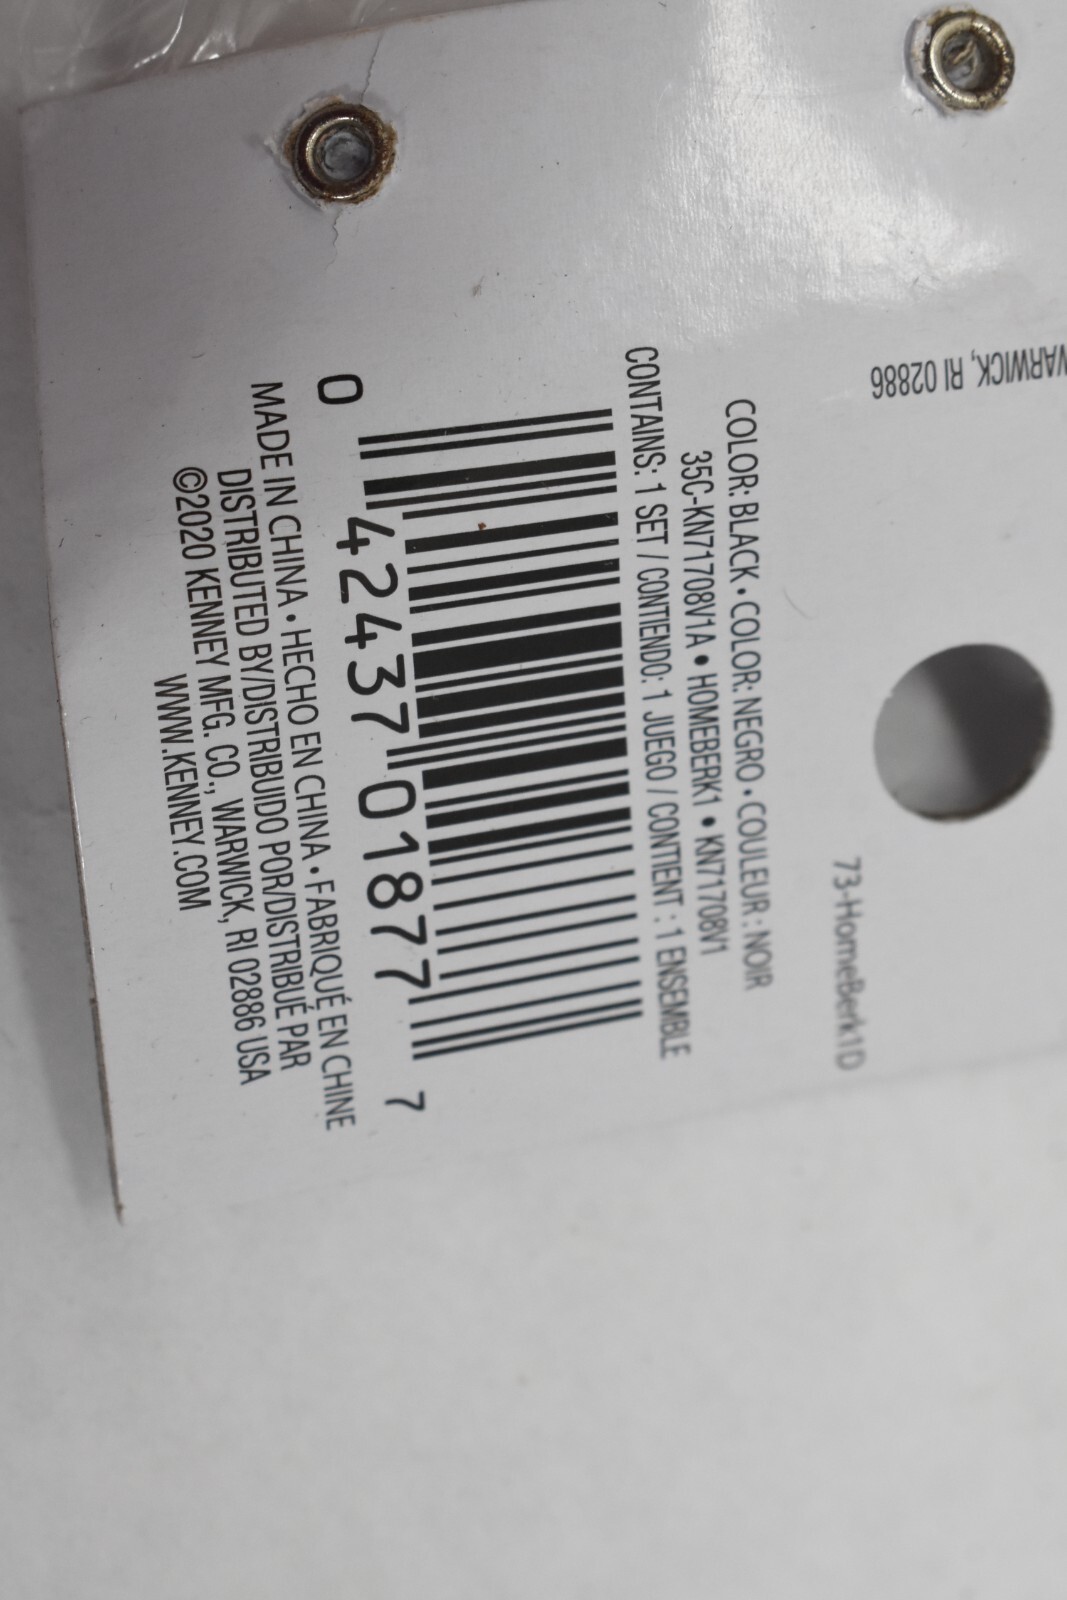 WARWICK, RI 02886
73-HomeBerk1D
COLOR: BLACK • COLOR: NEGRO • COULEUR : NOIR
35C-KN71708V1A • HOMEBERK1 • KN71708V1
CONTAINS: 1 SET / CONTIENDO: 1 JUEGO / CONTIENT : 1 ENSEMBLE
0 42437 01877 7
MADE IN CHINA • HECHO EN CHINA • FABRIQUÉ EN CHINE
DISTRIBUTED BY/DISTRIBUIDO POR/DISTRIBUÉ PAR
©2020 KENNEY MFG. CO., WARWICK, RI 02886 USA
WWW.KENNEY.COM